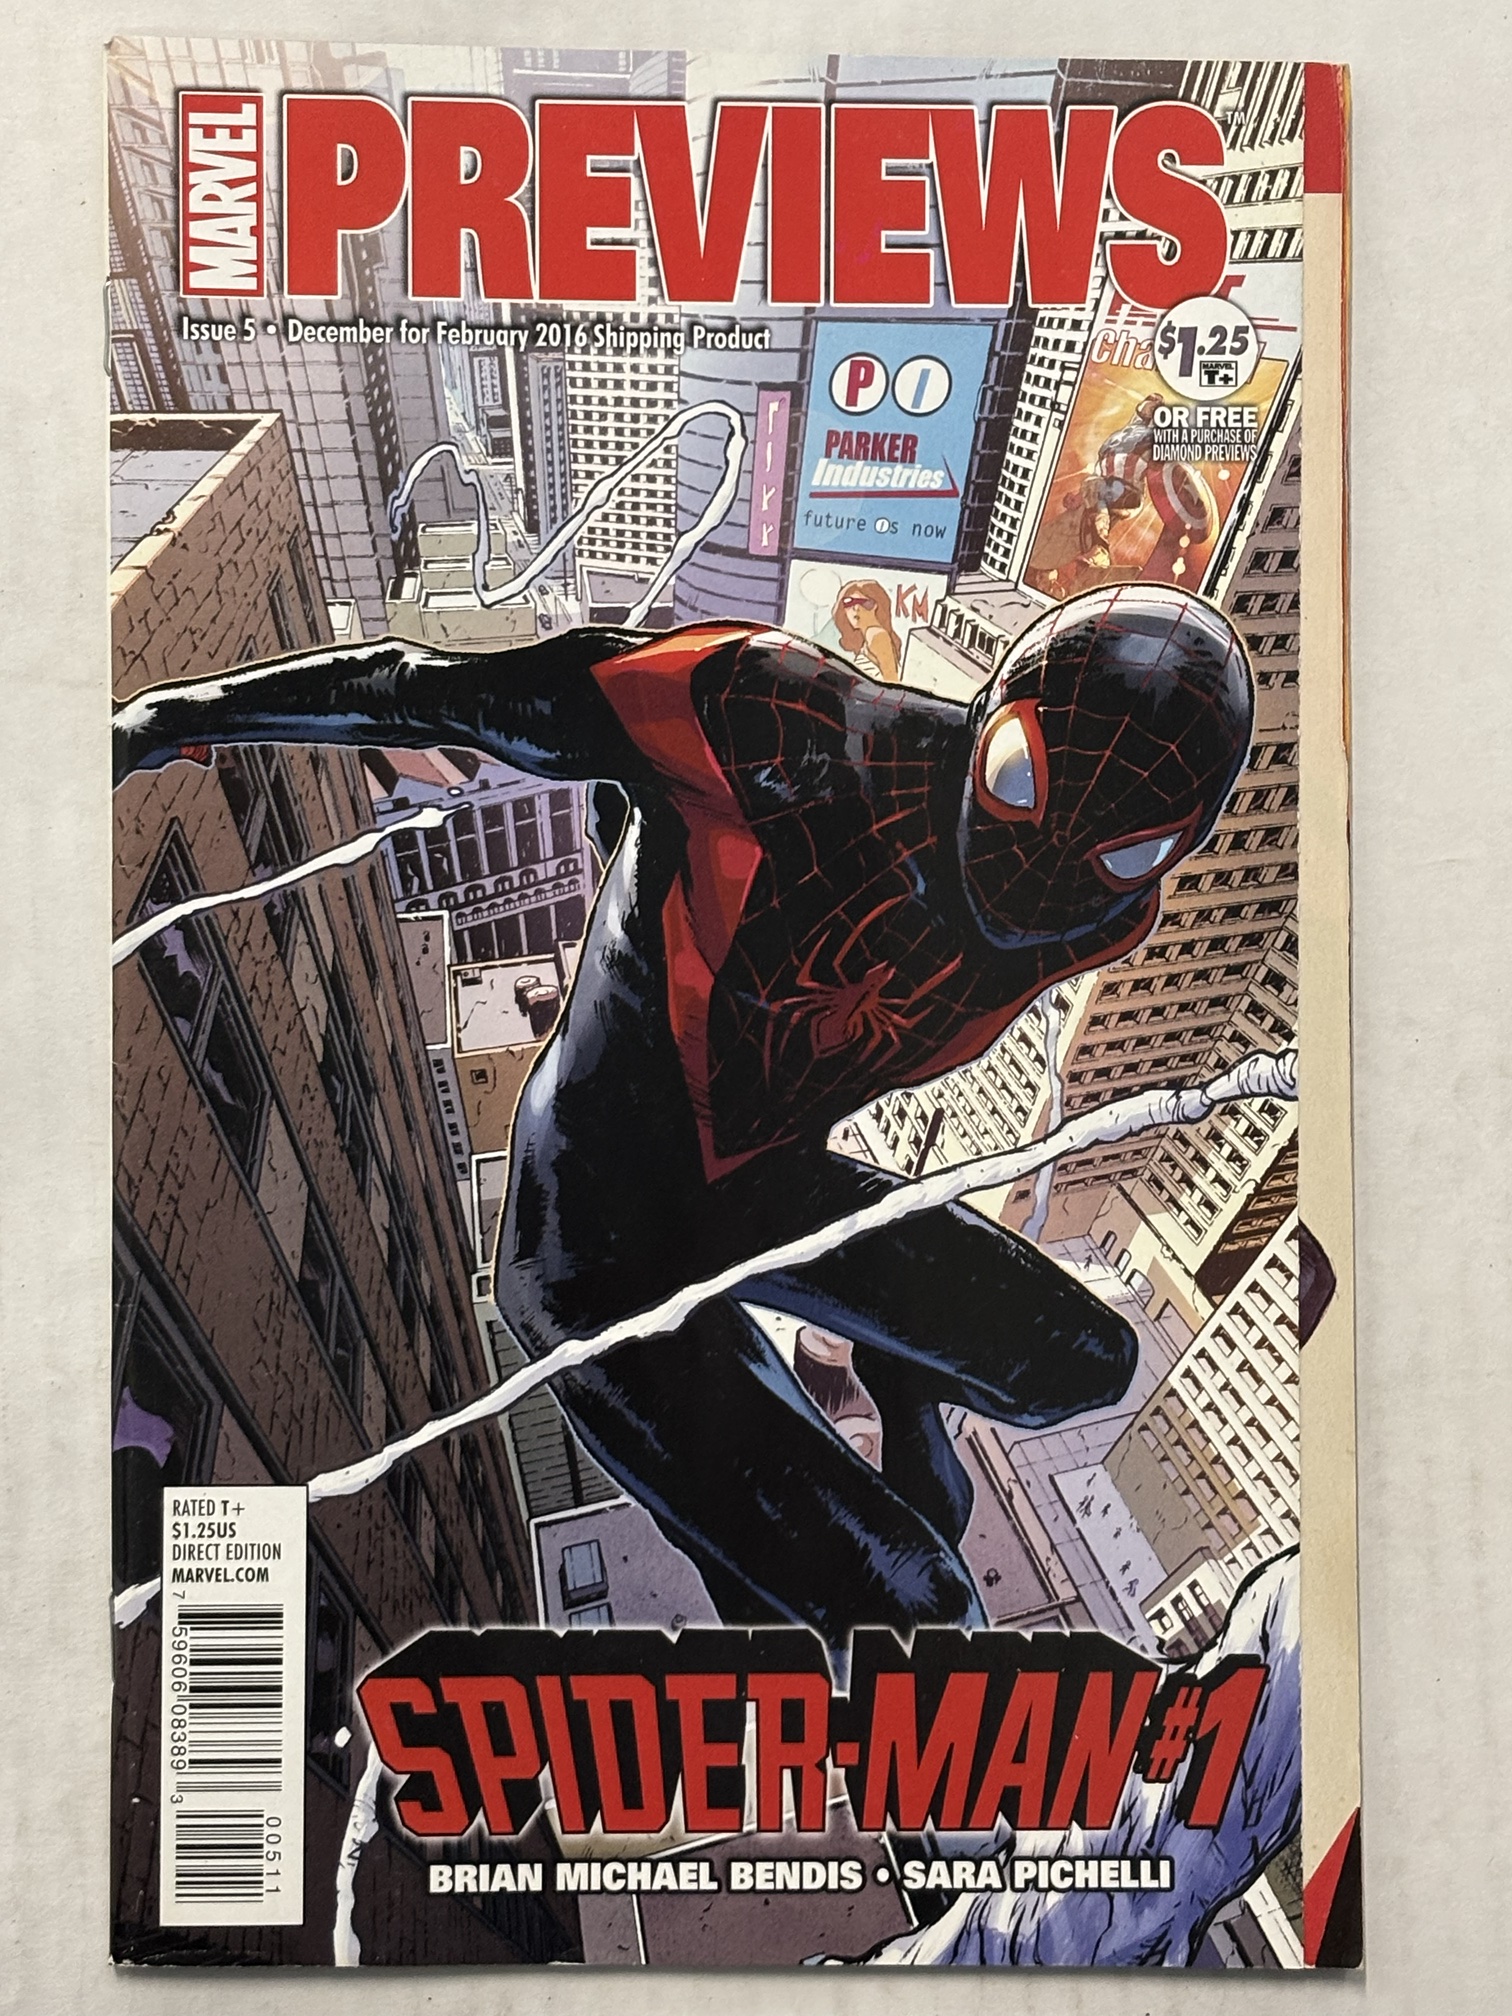 MARVEL
PREVIEWS™
Issue 5 • December for February 2016 Shipping Product
$1.25
MARVEL
T+
OR FREE
WITH A PURCHASE OF
DIAMOND PREVIEWS
P I
PARKER
Industries
future is now
KM
RATED T+
$1.25US
DIRECT EDITION
MARVEL.COM
7 59606 08389 3
00511
SPIDER-MAN #1
BRIAN MICHAEL BENDIS • SARA PICHELLI